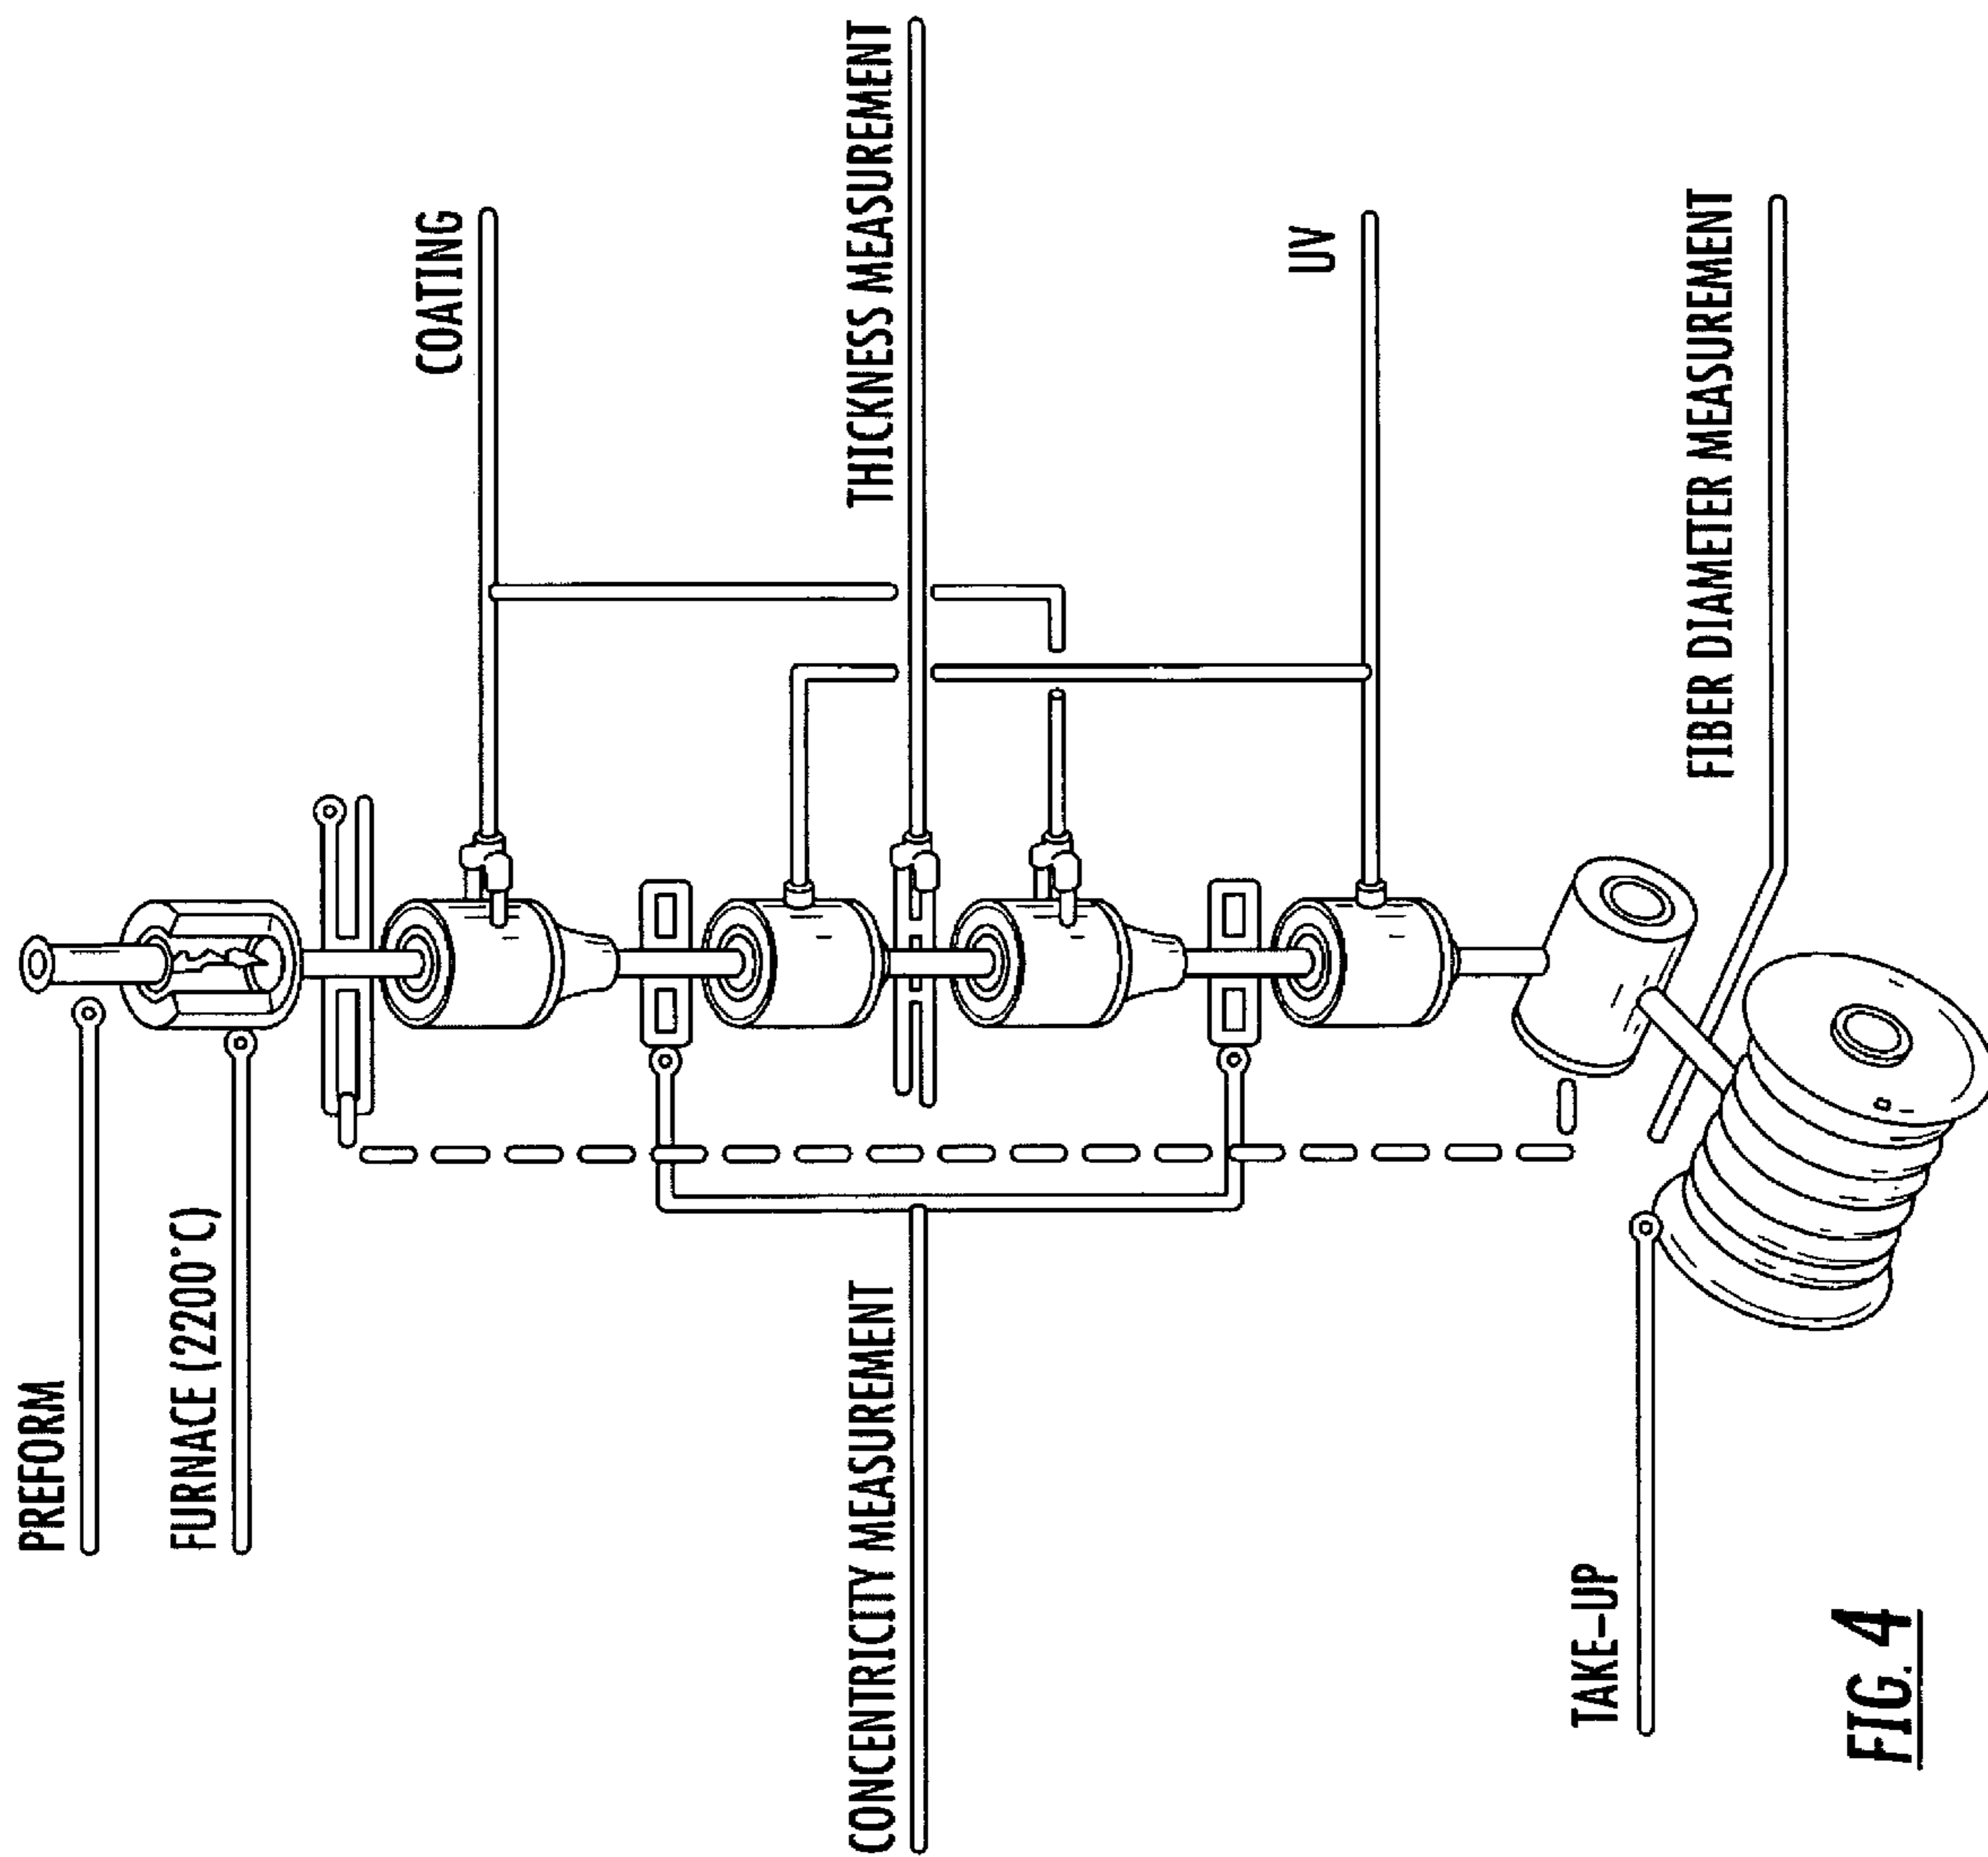 PREFORM
FURNACE (2200°C)
COATING
CONCENTRICITY MEASUREMENT
THICKNESS MEASUREMENT
UV
TAKE-UP
FIBER DIAMETER MEASUREMENT
FIG. 4